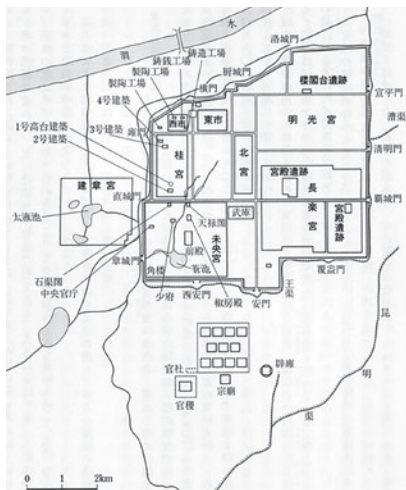 水
渭
鋳造工場
鋳銭工場
製陶工場
製陶工場
洛城門
厨城門
横門
楼閣台遺跡
宣平門
漕渠
4号建築
3号建築
雍門
西市
東市
明光宮
1号高台建築
2号建築
桂宮
北宮
清明門
宮殿遺跡
建章宮
直城門
長楽宮
覇城門
太液池
天禄閣
武庫
宮殿遺跡
未央宮
前殿
石渠閣
章城門
中央官庁
角楼
滄池
覆盎門
少府
西安門
椒房殿
安門
王渠
昆明渠
官社
辟雍
官稷
宗廟
0 1 2km